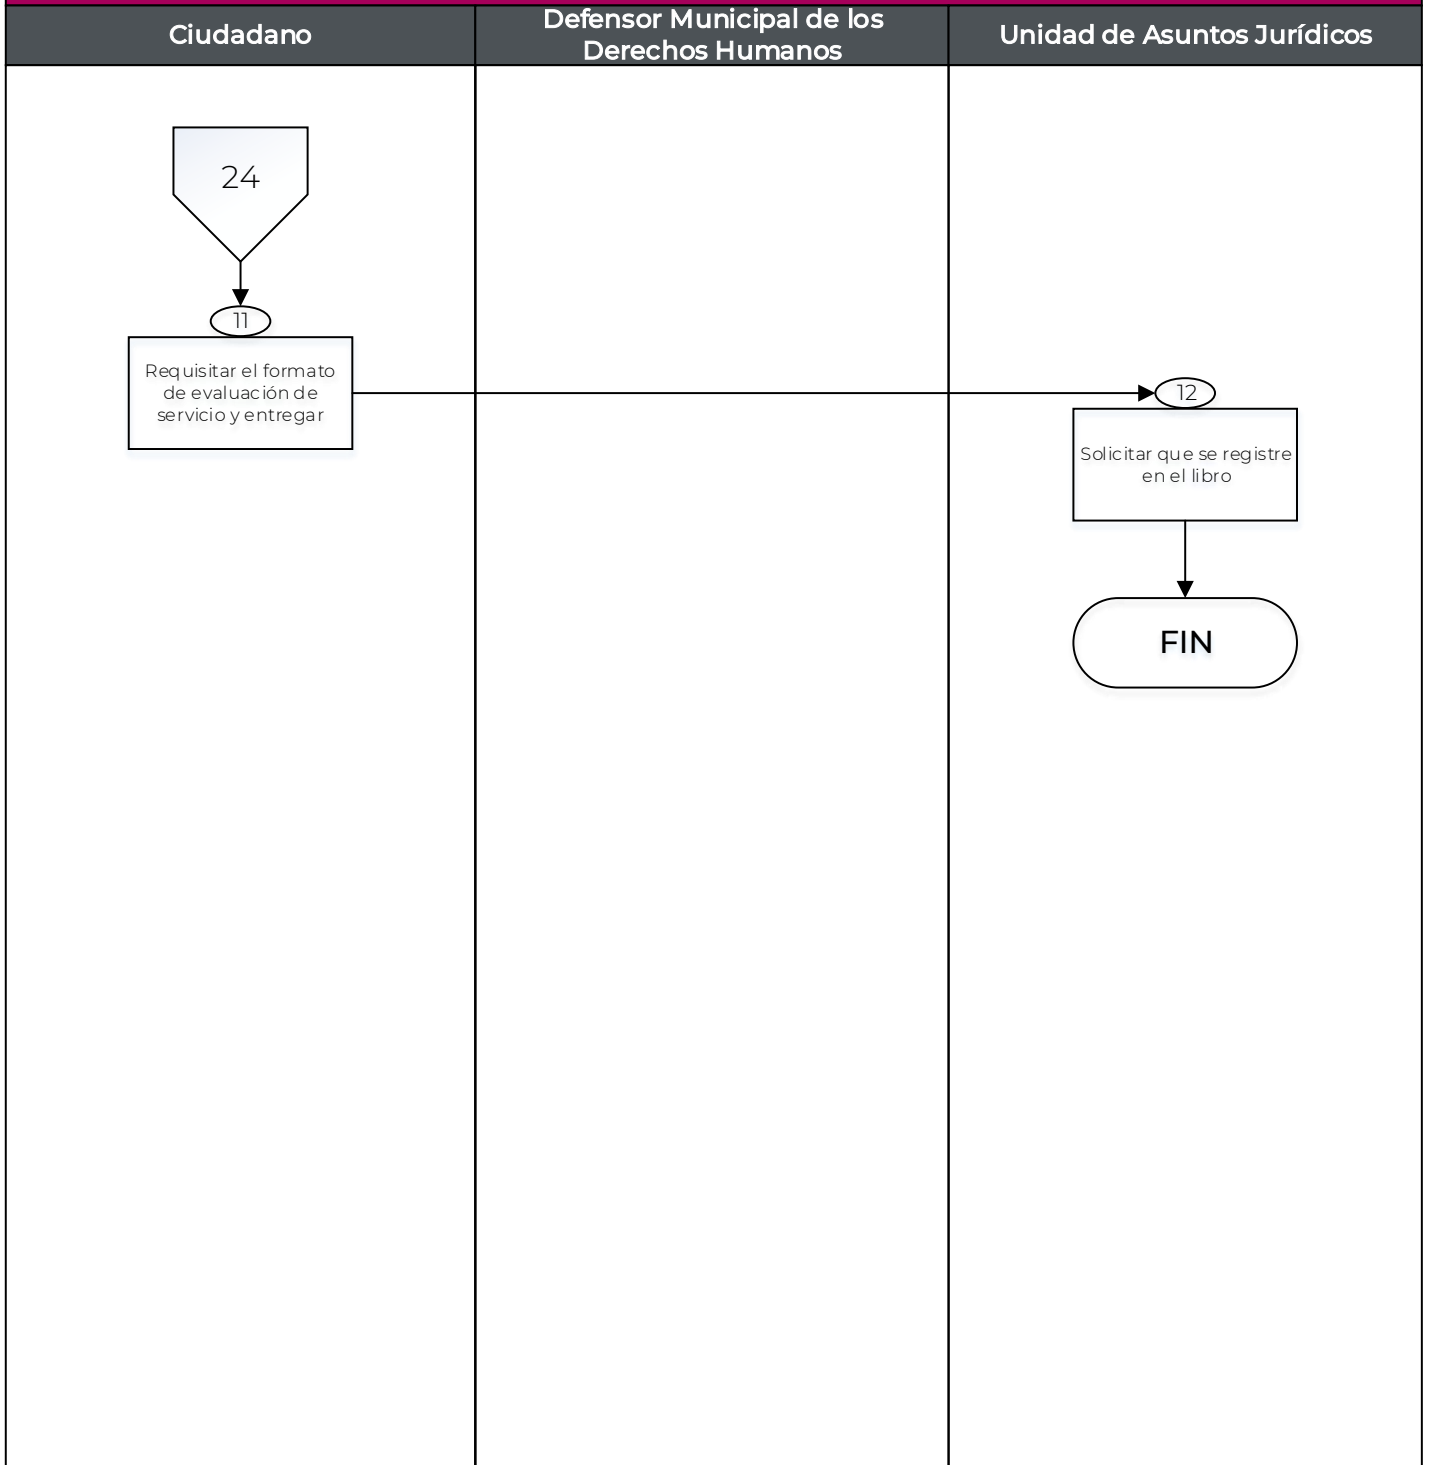 Ciudadano
Defensor Municipal de los
Derechos Humanos
Unidad de Asuntos Jurídicos
24
11
Requisitar el formato
de evaluación de
servicio y entregar
12
Solicitar que se registre
en el libro
FIN